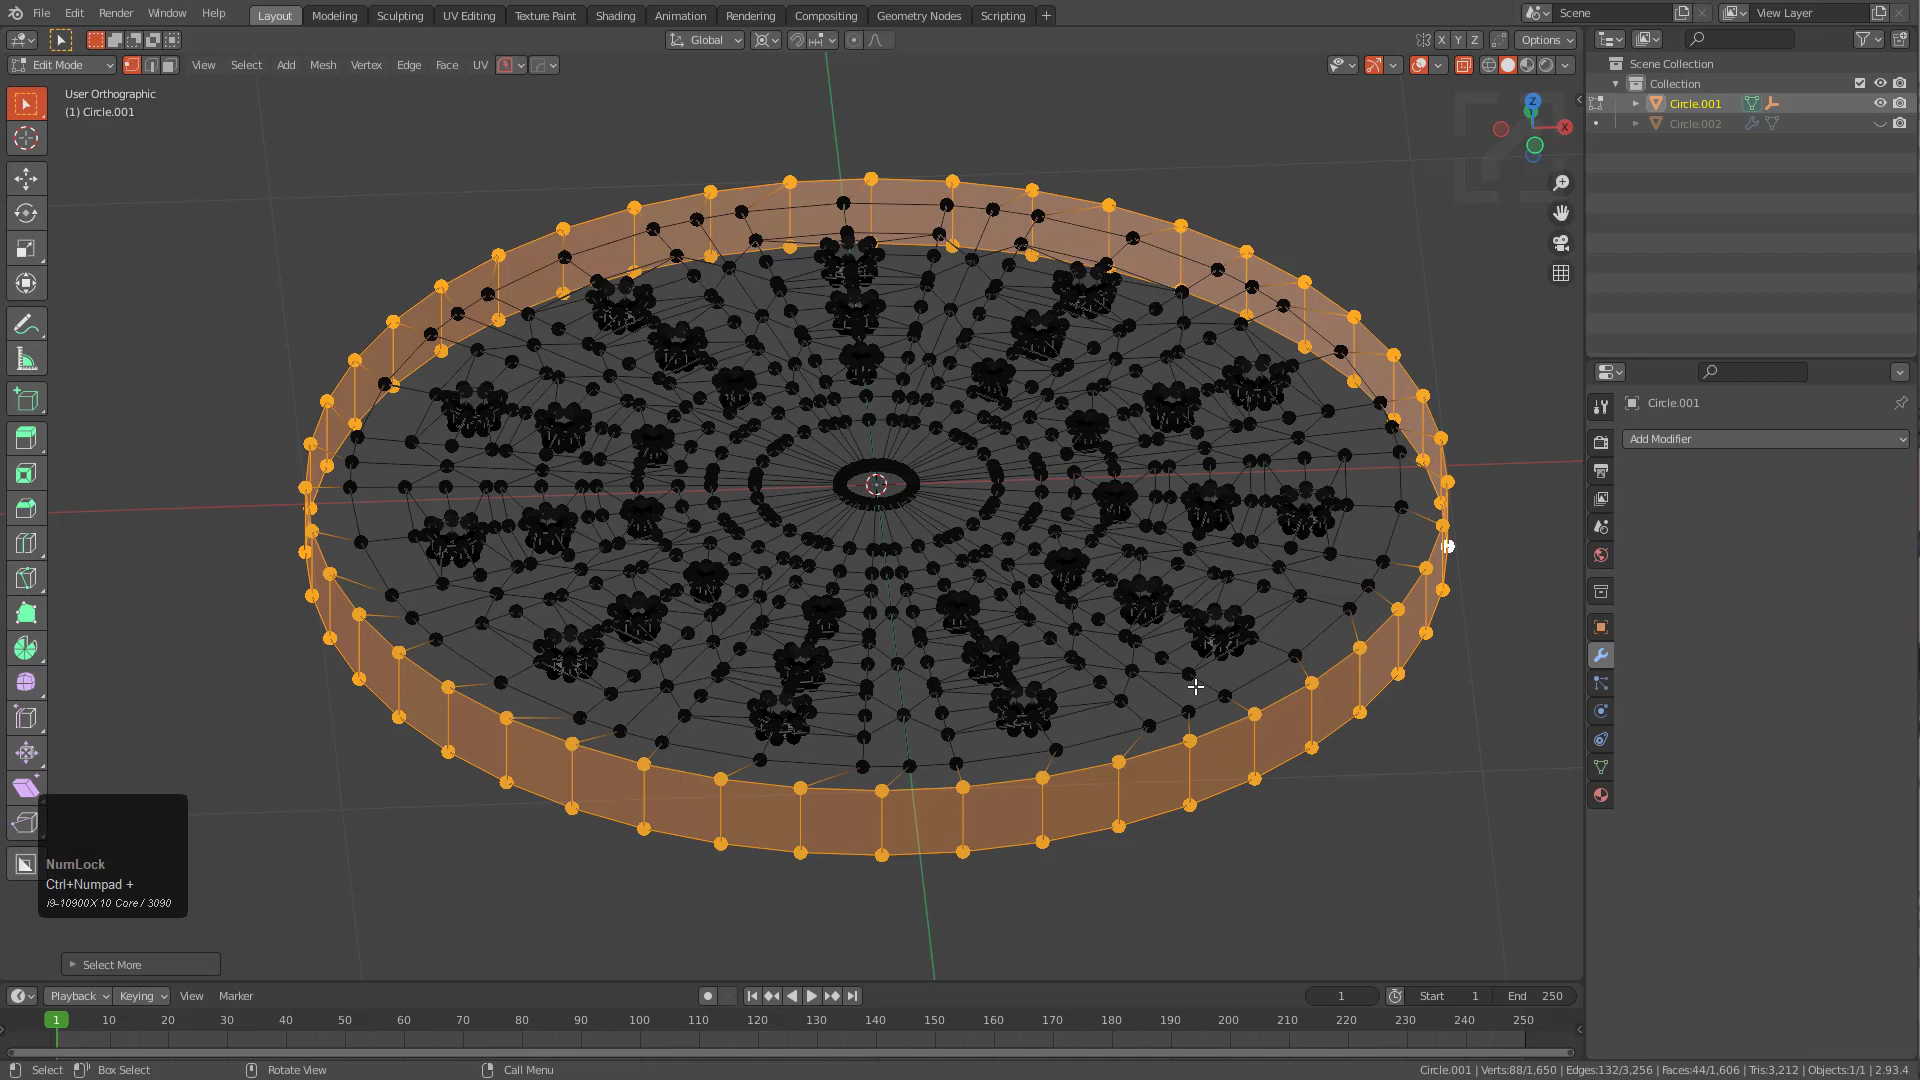 File Edit Render Window Help Layout Modeling Sculpting UV Editing Texture Paint Shading Animation Rendering Compositing Geometry Nodes Scripting Scene View Layer
Global X Y Z Options
Edit Mode View Select Add Mesh Vertex Edge Face UV
User Orthographic
(1) Circle.001
Z
X
Scene Collection
Collection
Circle.001
Circle.002
Circle.001
Add Modifier
NumLock
Ctrl+Numpad +
i9-10900X 10 Core / 3090
Select More
Playback Keying View Marker 1 Start 1 End 250
1 10 20 30 40 50 60 70 80 90 100 110 120 130 140 150 160 170 180 190 200 210 220 230 240 250
Select Box Select Rotate View Call Menu Circle.001 | Verts:88/1,650 | Edges:132/3,256 | Faces:44/1,606 | Tris:3,212 | Objects:1/1 | 2.93.4